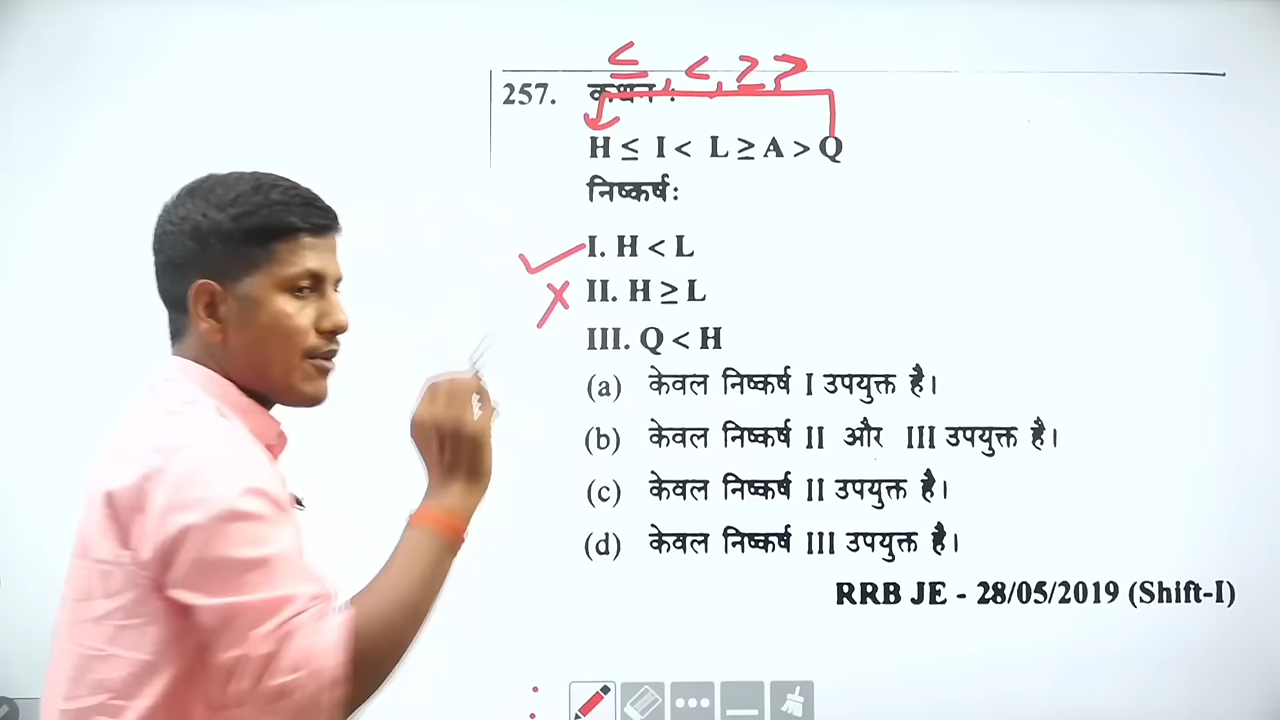 ≤, <, ≥ >
257. कथन :
H ≤ I < L ≥ A > Q
निष्कर्ष:
I. H < L
II. H ≥ L
III. Q < H
(a) केवल निष्कर्ष I उपयुक्त है।
(b) केवल निष्कर्ष II और III उपयुक्त है।
(c) केवल निष्कर्ष II उपयुक्त है।
(d) केवल निष्कर्ष III उपयुक्त है।
RRB JE - 28/05/2019 (Shift-I)